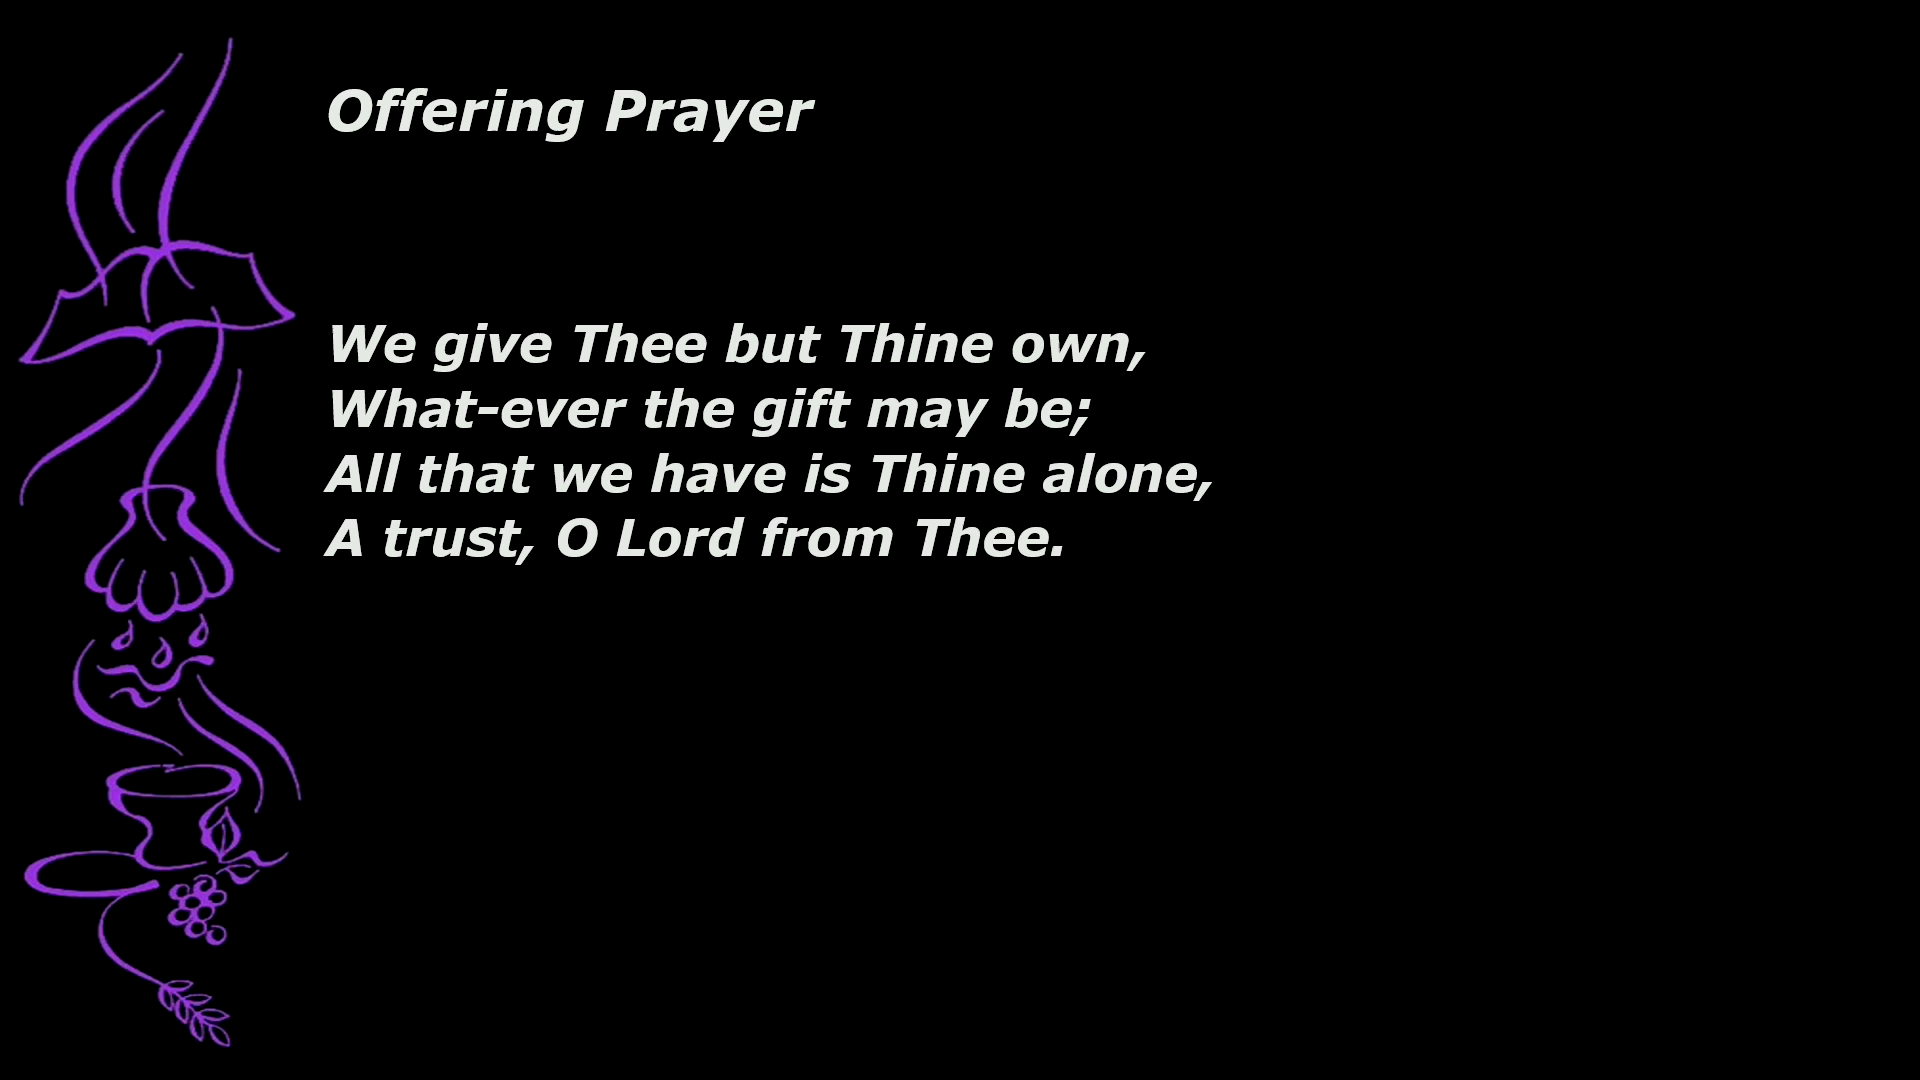 Offering Prayer
We give Thee but Thine own,
What-ever the gift may be;
All that we have is Thine alone,
A trust, O Lord from Thee.